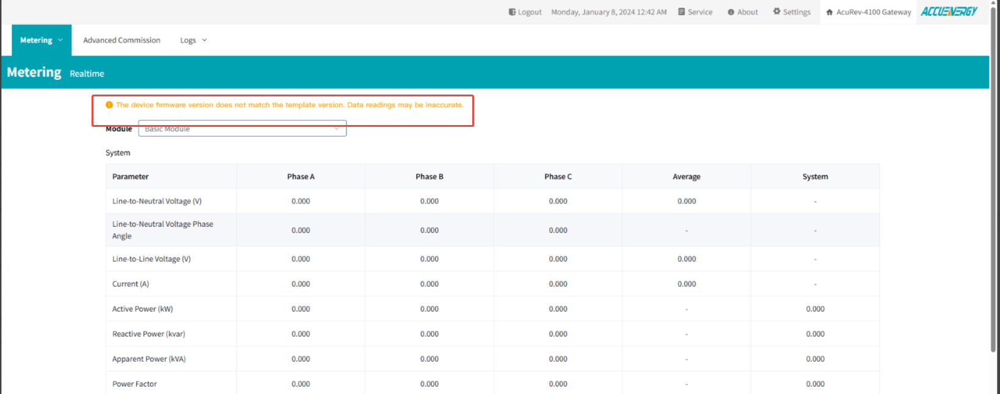 Logout Monday, January 8, 2024 12:42 AM Service About Settings AcuRev-4100 Gateway ACCUENERGY
Metering Advanced Commission Logs
Metering Realtime
The device firmware version does not match the template version. Data readings may be inaccurate.
Module Basic Module
System
Parameter Phase A Phase B Phase C Average System
Line-to-Neutral Voltage (V) 0.000 0.000 0.000 0.000 -
Line-to-Neutral Voltage Phase
Angle 0.000 0.000 0.000 - -
Line-to-Line Voltage (V) 0.000 0.000 0.000 0.000 -
Current (A) 0.000 0.000 0.000 0.000 -
Active Power (kW) 0.000 0.000 0.000 - 0.000
Reactive Power (kvar) 0.000 0.000 0.000 - 0.000
Apparent Power (kVA) 0.000 0.000 0.000 - 0.000
Power Factor 0.000 0.000 0.000 - 0.000